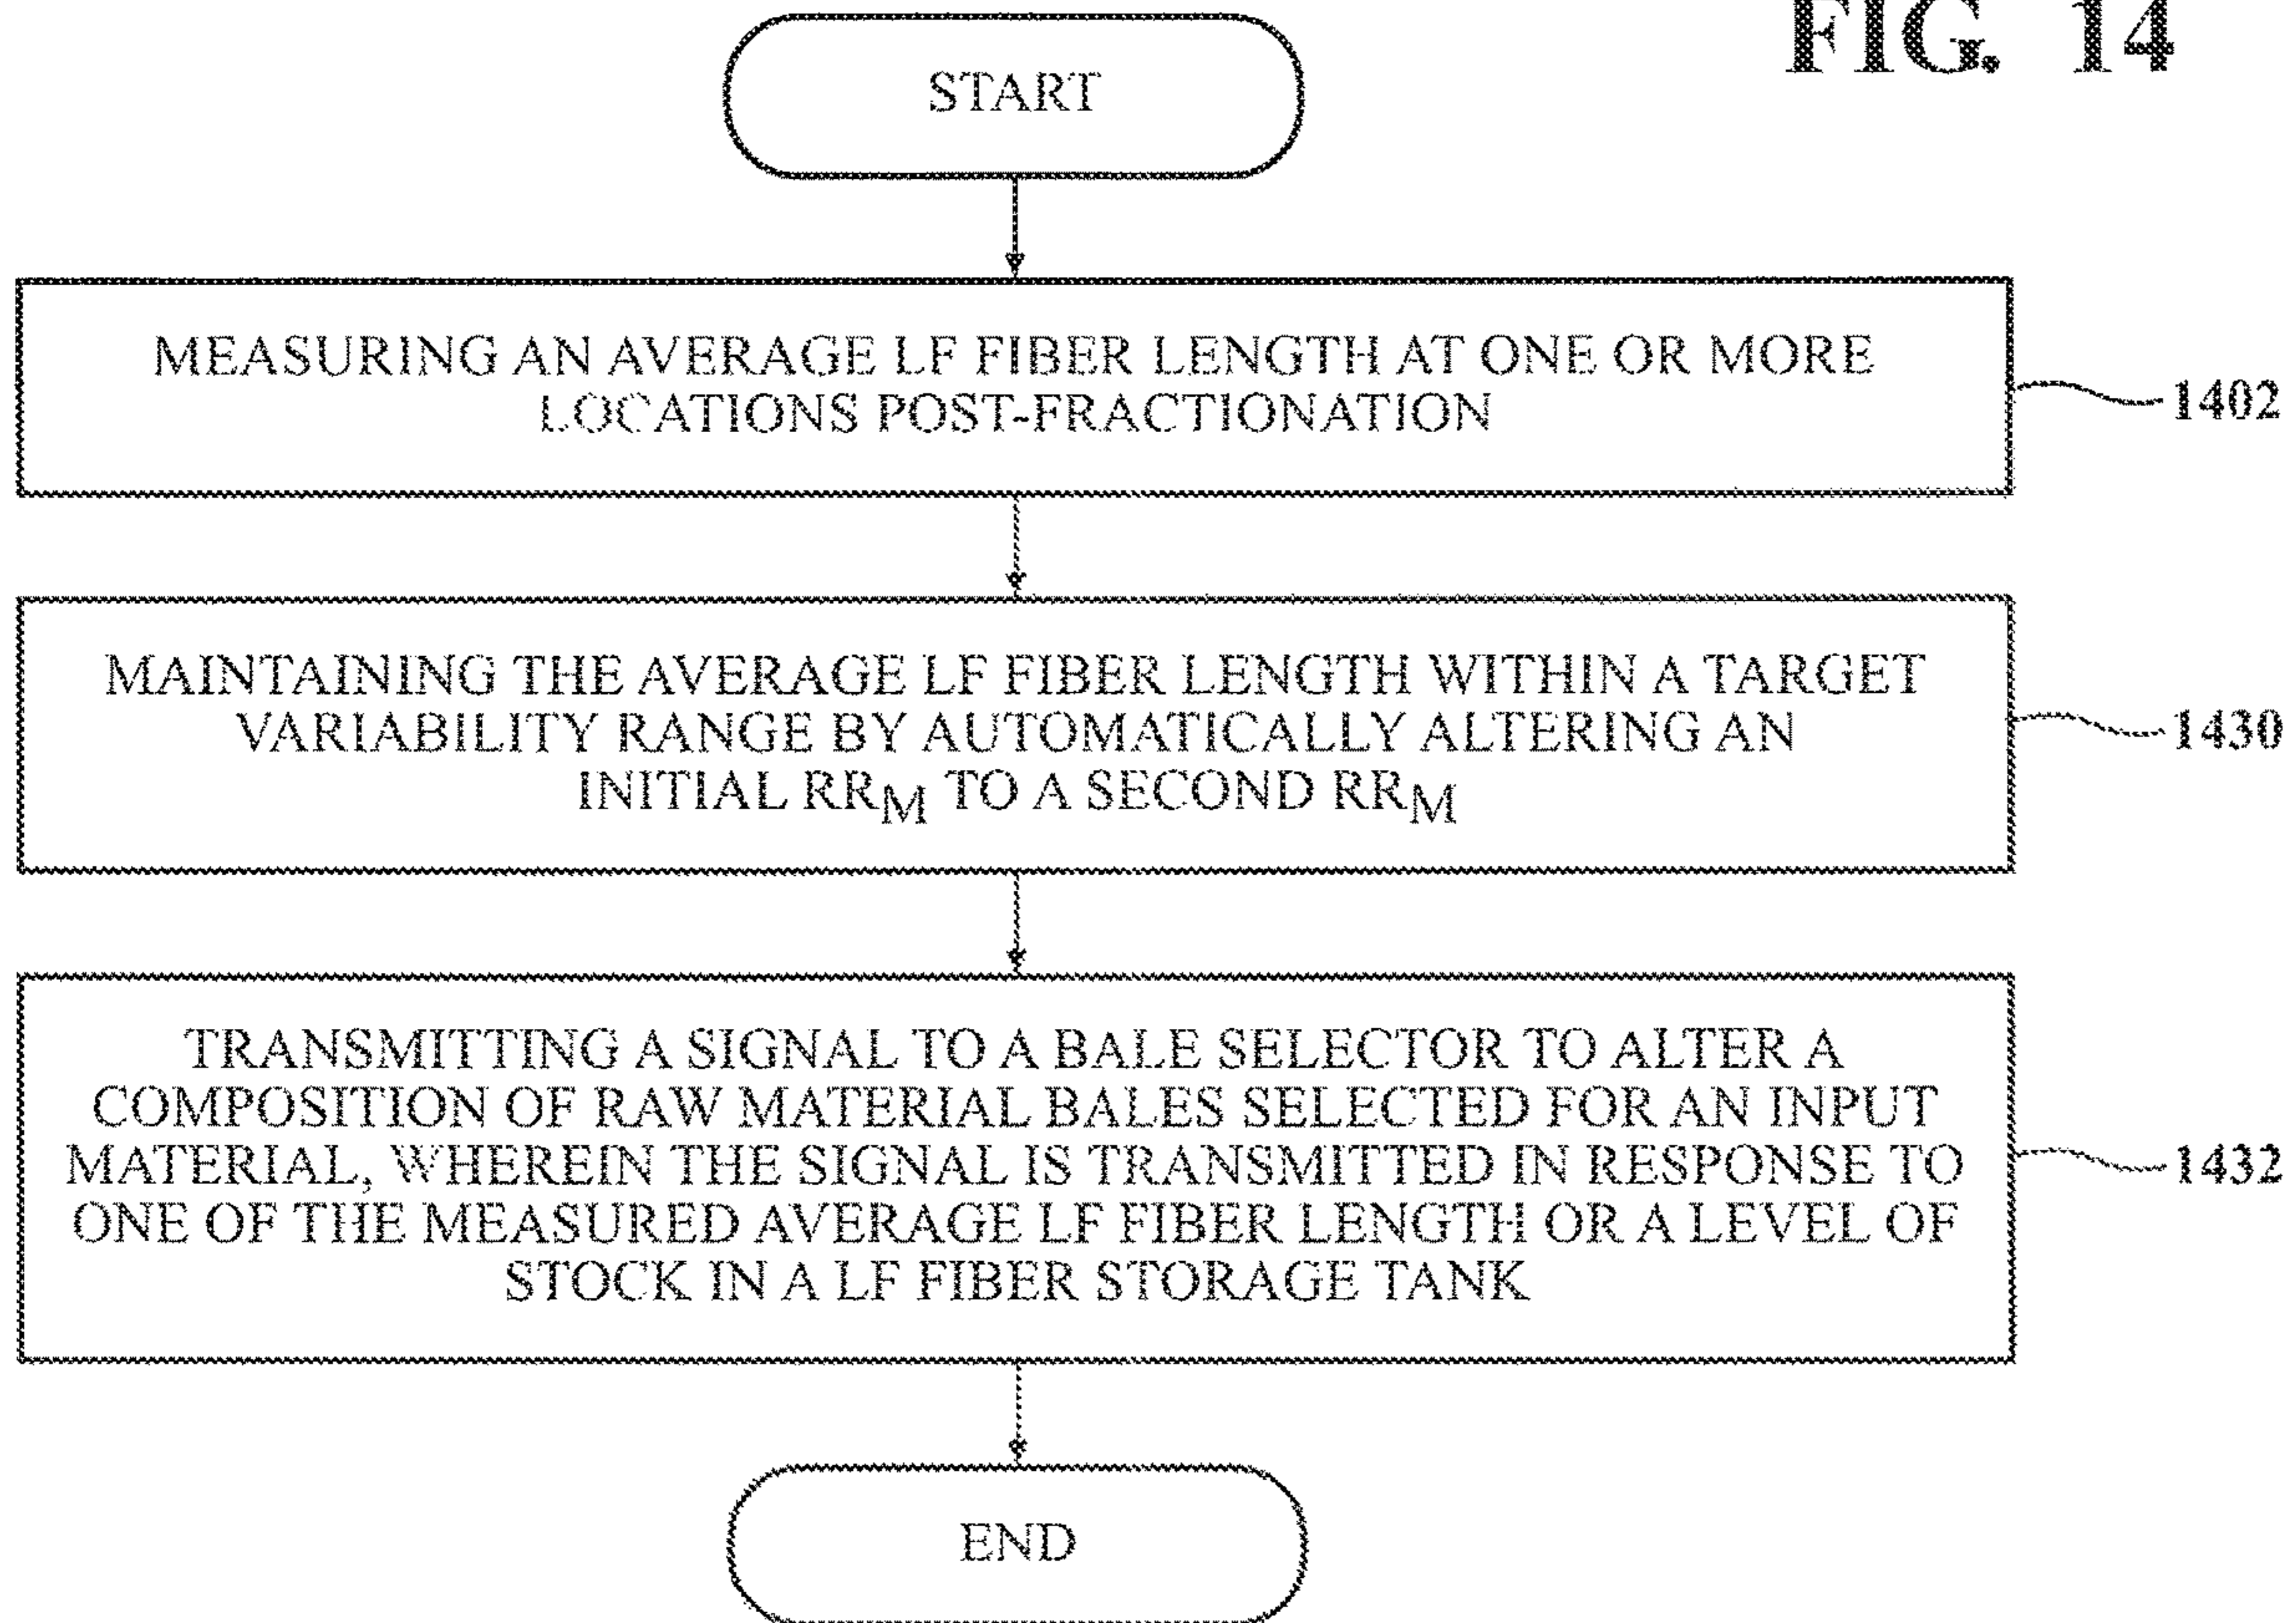 FIG. 14
START
MEASURING AN AVERAGE LF FIBER LENGTH AT ONE OR MORE
LOCATIONS POST-FRACTIONATION
1402
MAINTAINING THE AVERAGE LF FIBER LENGTH WITHIN A TARGET
VARIABILITY RANGE BY AUTOMATICALLY ALTERING AN
INITIAL RRM TO A SECOND RRM
1430
TRANSMITTING A SIGNAL TO A BALE SELECTOR TO ALTER A
COMPOSITION OF RAW MATERIAL BALES SELECTED FOR AN INPUT
MATERIAL, WHEREIN THE SIGNAL IS TRANSMITTED IN RESPONSE TO
ONE OF THE MEASURED AVERAGE LF FIBER LENGTH OR A LEVEL OF
STOCK IN A LF FIBER STORAGE TANK
1432
END